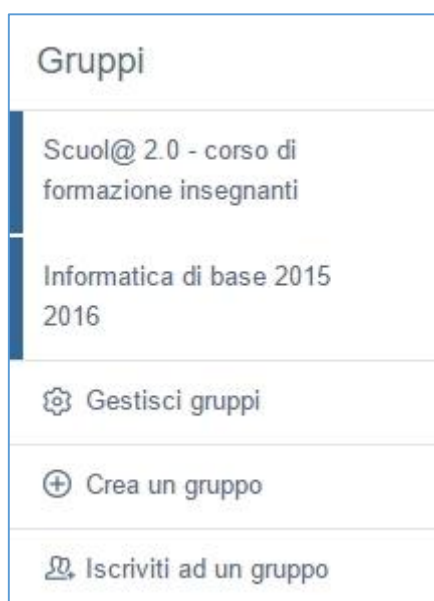 Gruppi
Scuol@ 2.0 - corso di
formazione insegnanti
Informatica di base 2015
2016
Gestisci gruppi
Crea un gruppo
Iscriviti ad un gruppo